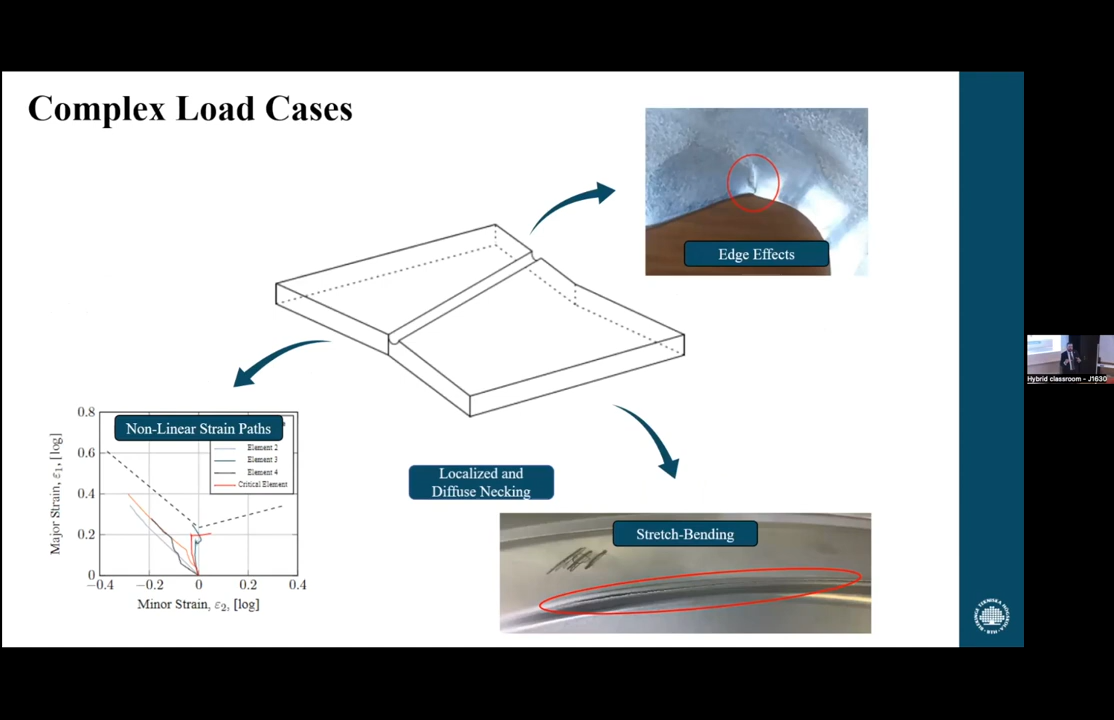 Complex Load Cases
Edge Effects
Non-Linear Strain Paths
Element 2
Element 3
Element 4
Critical Element
0.8
0.6
0.4
0.2
0
−0.4
−0.2
0
0.2
0.4
Major Strain, ε₁, [log]
Minor Strain, ε₂, [log]
Localized and
Diffuse Necking
Stretch-Bending
Hybrid classroom - J1630